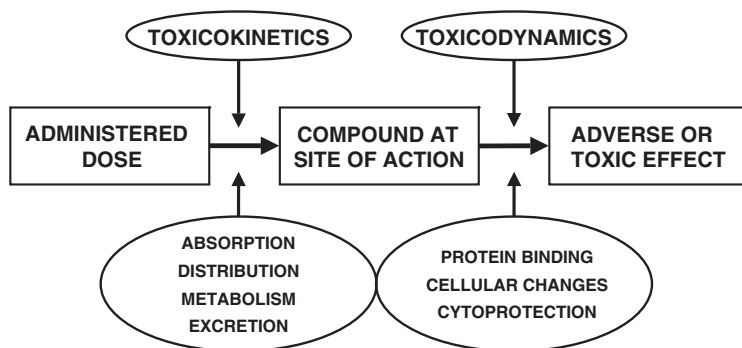 TOXICOKINETICS
TOXICODYNAMICS
ADMINISTERED
DOSE
COMPOUND AT
SITE OF ACTION
ADVERSE OR
TOXIC EFFECT
ABSORPTION
DISTRIBUTION
METABOLISM
EXCRETION
PROTEIN BINDING
CELLULAR CHANGES
CYTOPROTECTION